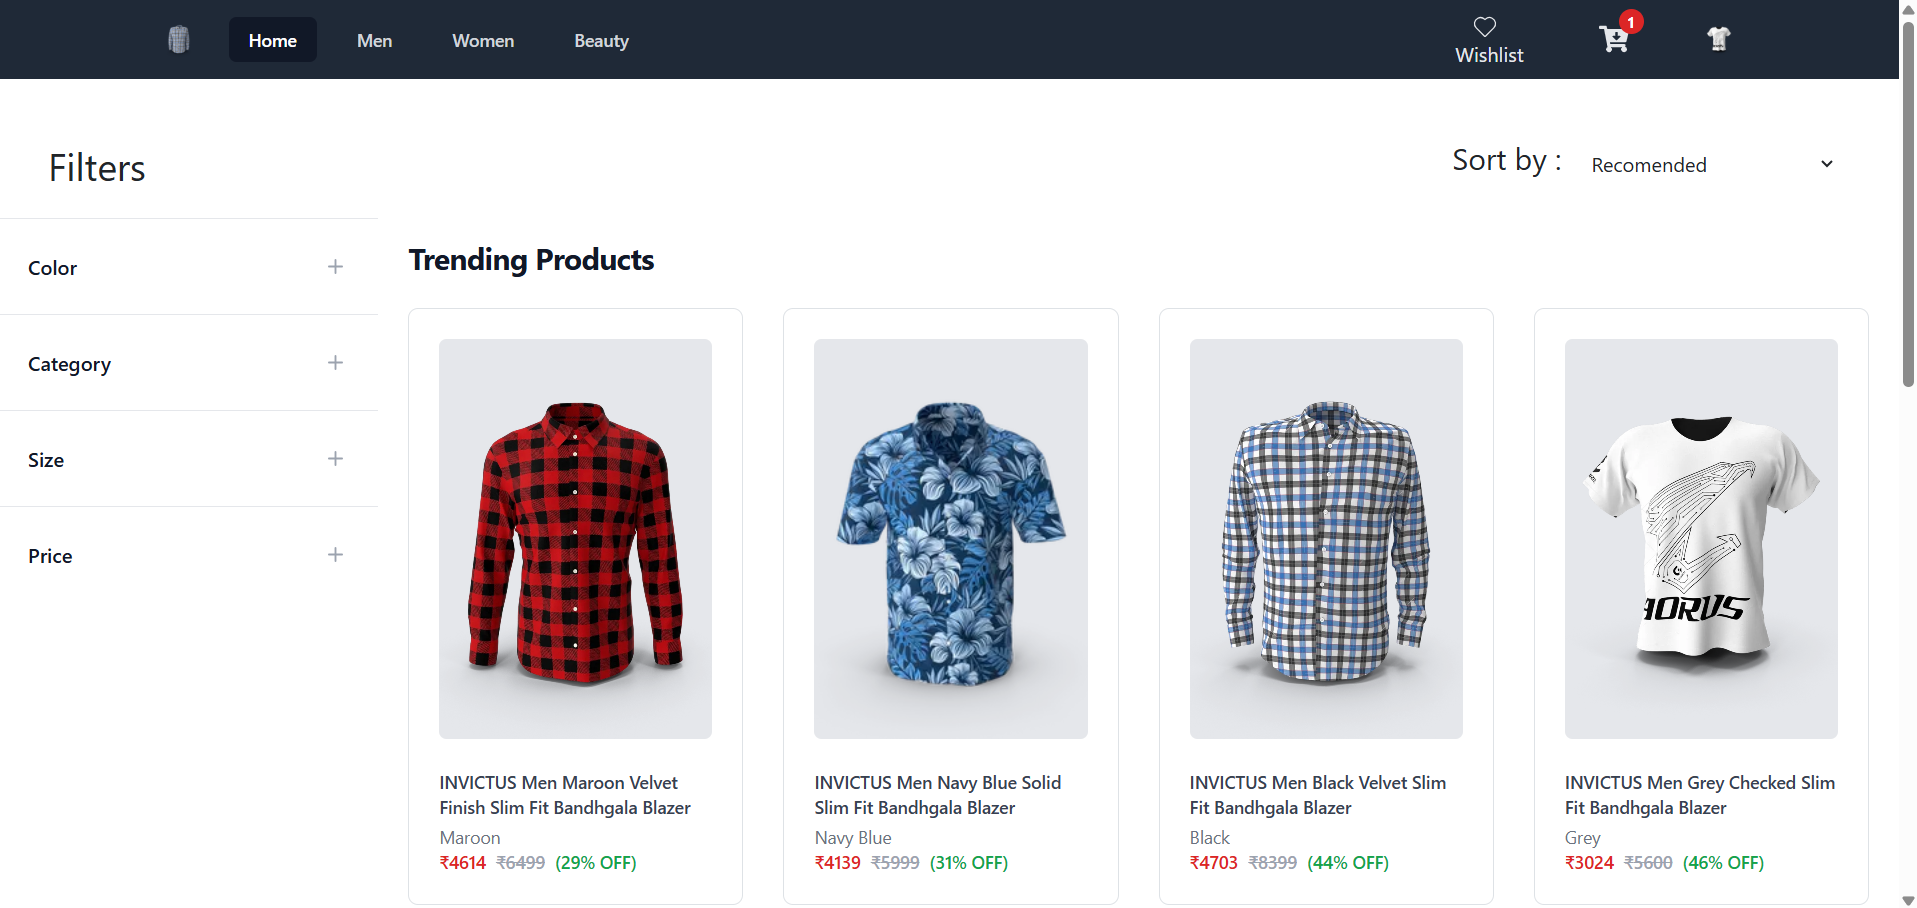 Home Men Women Beauty
Wishlist
1
Filters
Sort by : Recomended
Color
Category
Size
Price
Trending Products
AORUS
INVICTUS Men Maroon Velvet
Finish Slim Fit Bandhgala Blazer
Maroon
₹4614 ₹6499 (29% OFF)
INVICTUS Men Navy Blue Solid
Slim Fit Bandhgala Blazer
Navy Blue
₹4139 ₹5999 (31% OFF)
INVICTUS Men Black Velvet Slim
Fit Bandhgala Blazer
Black
₹4703 ₹8399 (44% OFF)
INVICTUS Men Grey Checked Slim
Fit Bandhgala Blazer
Grey
₹3024 ₹5600 (46% OFF)